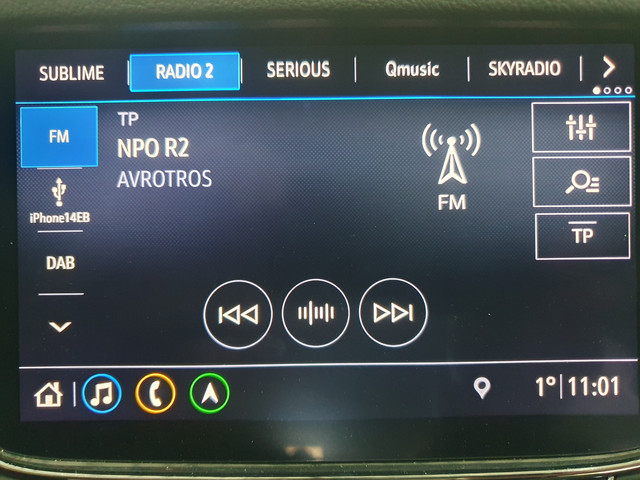 SUBLIME
RADIO 2
SERIOUS
Qmusic
SKYRADIO
FM
TP
NPO R2
AVROTROS
FM
iPhone14EB
DAB
TP
1° 11:01